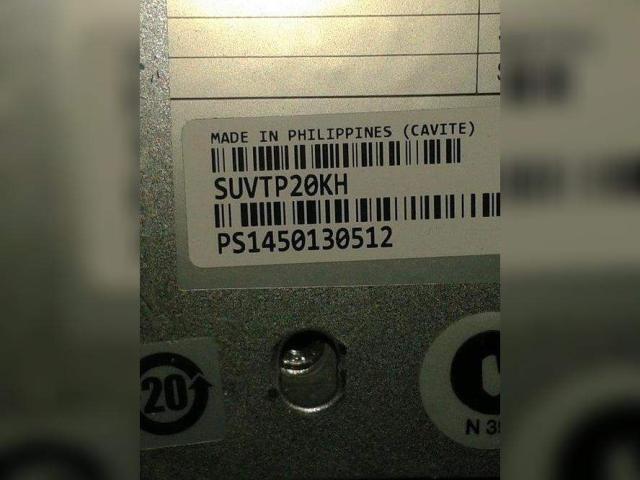 MADE IN PHILIPPINES (CAVITE)
SUVTP20KH
PS1450130512
20